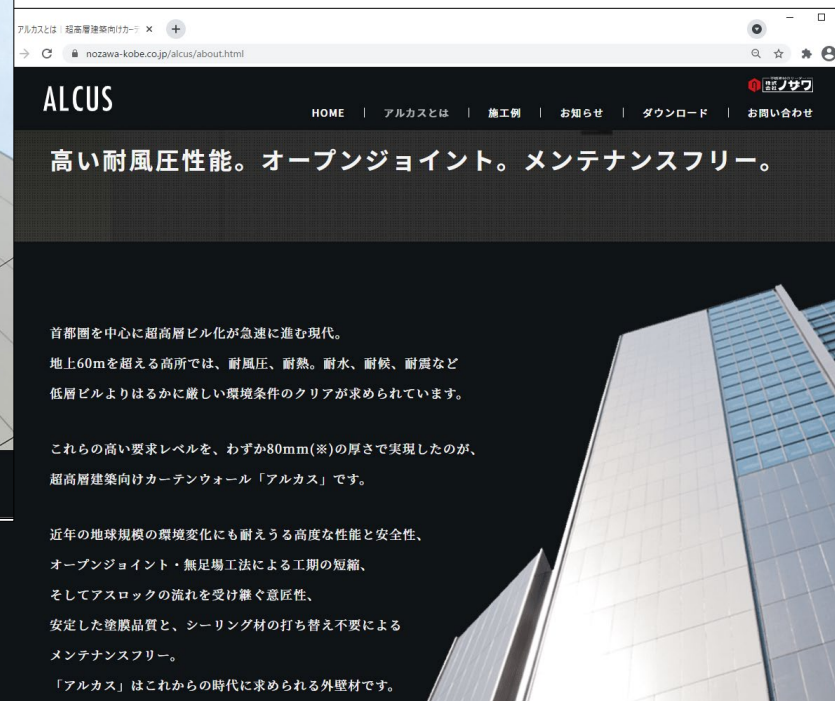 アルカスとは｜超高層建築向けカーテ
nozawa-kobe.co.jp/alcus/about.html
ALCUS
株式会社ノサワ
HOME | アルカスとは | 施工例 | お知らせ | ダウンロード | お問い合わせ
高い耐風圧性能。オープンジョイント。メンテナンスフリー。
首都圏を中心に超高層ビル化が急速に進む現代。
地上60mを超える高所では、耐風圧、耐熱。耐水、耐候、耐震など
低層ビルよりはるかに厳しい環境条件のクリアが求められています。
これらの高い要求レベルを、わずか80mm(※)の厚さで実現したのが、
超高層建築向けカーテンウォール「アルカス」です。
近年の地球規模の環境変化にも耐えうる高度な性能と安全性、
オープンジョイント・無足場工法による工期の短縮、
そしてアスロックの流れを受け継ぐ意匠性、
安定した塗膜品質と、シーリング材の打ち替え不要による
メンテナンスフリー。
「アルカス」はこれからの時代に求められる外壁材です。